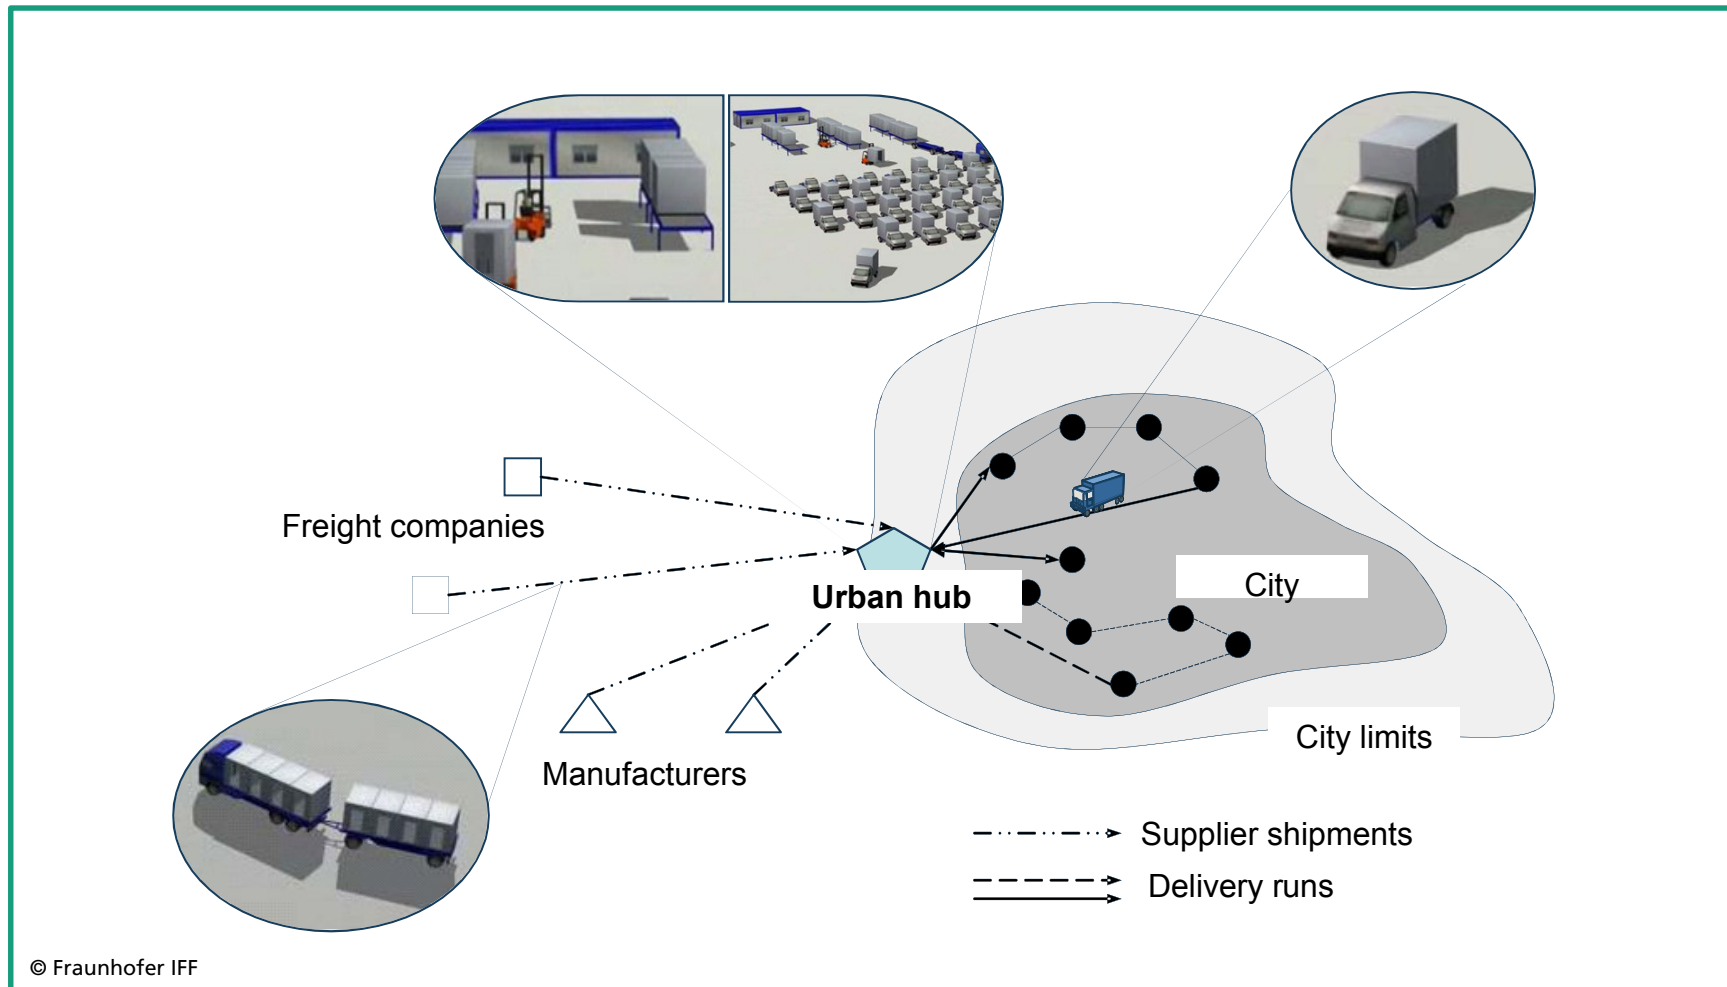 Freight companies
Urban hub
City
City limits
Manufacturers
Supplier shipments
Delivery runs
© Fraunhofer IFF